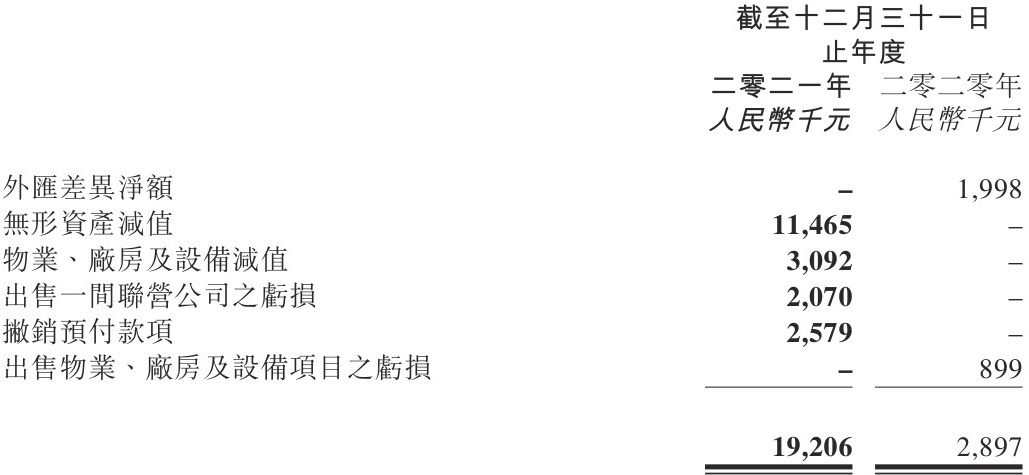 截至十二月三十一日
止年度
二零二一年 二零二零年
人民幣千元 人民幣千元
外匯差異淨額 – 1,998
無形資產減值 11,465 –
物業、廠房及設備減值 3,092 –
出售一間聯營公司之虧損 2,070 –
撇銷預付款項 2,579 –
出售物業、廠房及設備項目之虧損 – 899
19,206 2,897